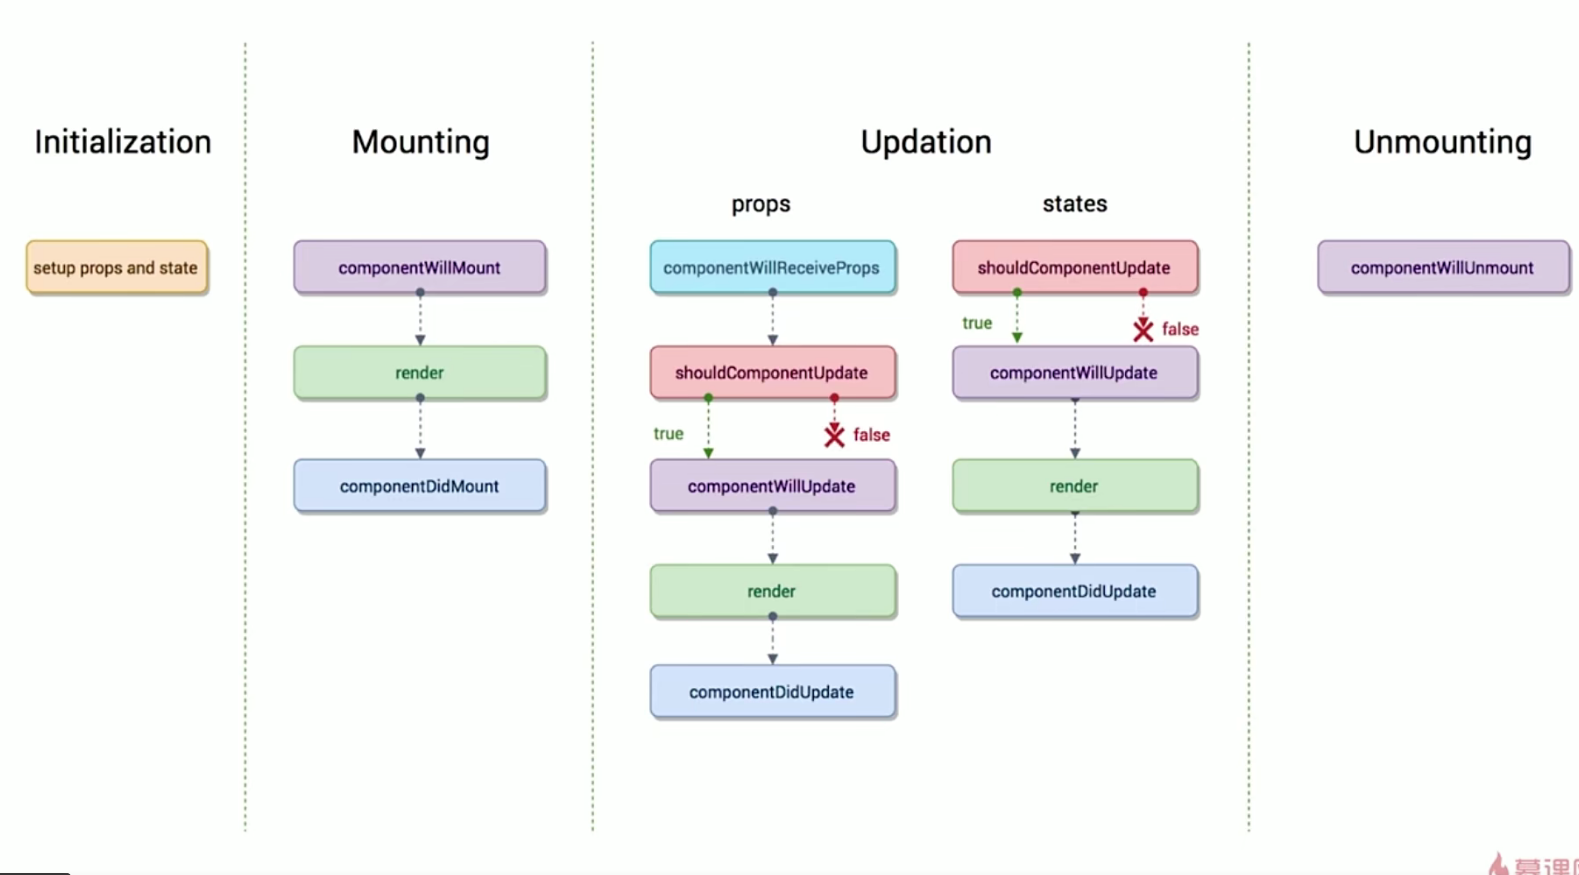 Initialization
setup props and state
Mounting
componentWillMount
render
componentDidMount
Updation
props
componentWillReceiveProps
shouldComponentUpdate
true
false
componentWillUpdate
render
componentDidUpdate
states
shouldComponentUpdate
true
false
componentWillUpdate
render
componentDidUpdate
Unmounting
componentWillUnmount
慕课